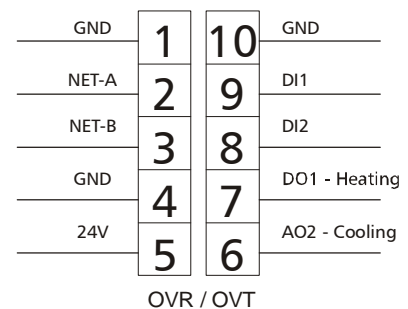 GND 1 10 GND
NET-A 2 9 DI1
NET-B 3 8 DI2
GND 4 7 DO1 - Heating
24V 5 6 AO2 - Cooling
OVR / OVT